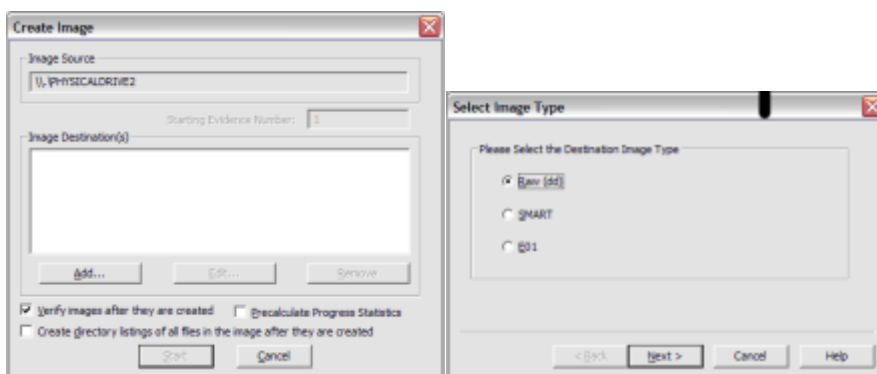 Create Image
Image Source
\\.\PHYSICALDRIVE2
Starting Evidence Number: 1
Image Destination(s)
Add...
Edit...
Remove
Verify images after they are created
Precalculate Progress Statistics
Create directory listings of all files in the image after they are created
Start
Cancel
Select Image Type
Please Select the Destination Image Type
Raw (dd)
SMART
E01
< Back
Next >
Cancel
Help